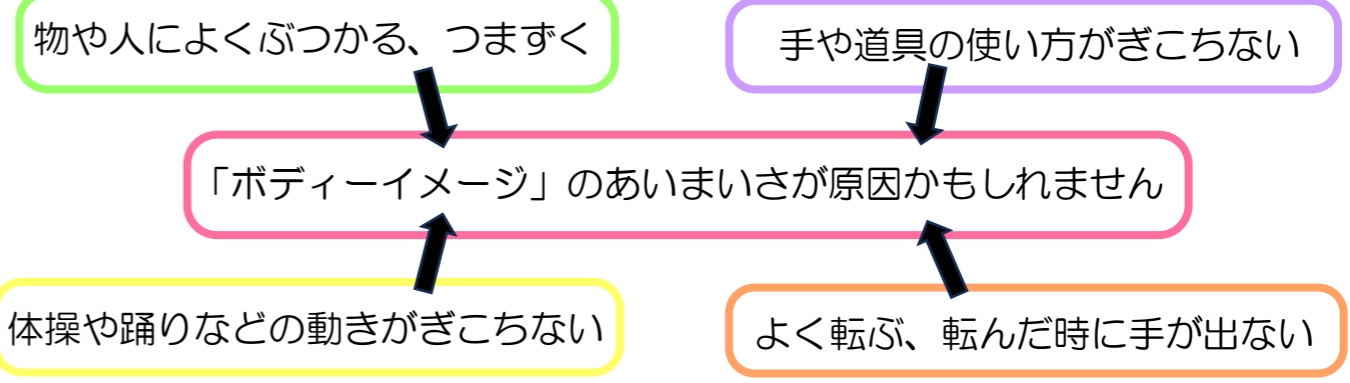 物や人によくぶつかる、つまずく
手や道具の使い方がぎこちない
「ボディーイメージ」のあいまいさが原因かもしれません
体操や踊りなどの動きがぎこちない
よく転ぶ、転んだ時に手が出ない